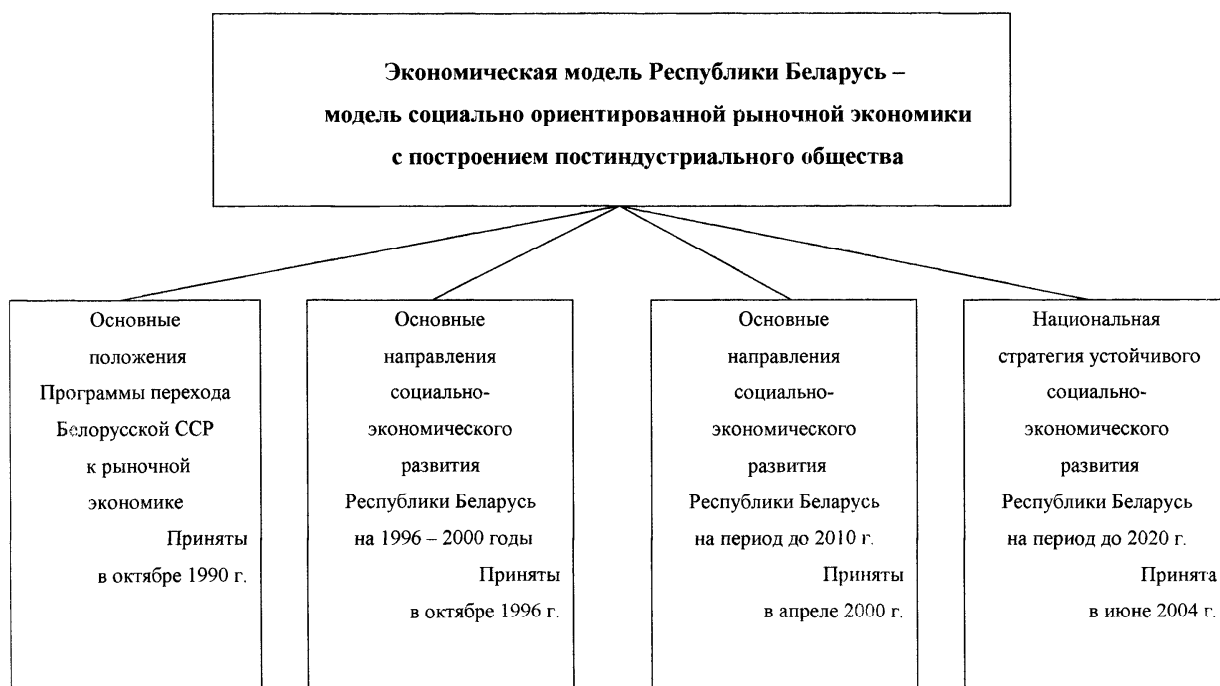 Экономическая модель Республики Беларусь –
модель социально ориентированной рыночной экономики
с построением постиндустриального общества
Основные
положения
Программы перехода
Белорусской ССР
к рыночной
экономике
Приняты
в октябре 1990 г.
Основные
направления
социально-
экономического
развития
Республики Беларусь
на 1996 – 2000 годы
Приняты
в октябре 1996 г.
Основные
направления
социально-
экономического
развития
Республики Беларусь
на период до 2010 г.
Приняты
в апреле 2000 г.
Национальная
стратегия устойчивого
социально-
экономического
развития
Республики Беларусь
на период до 2020 г.
Принята
в июне 2004 г.